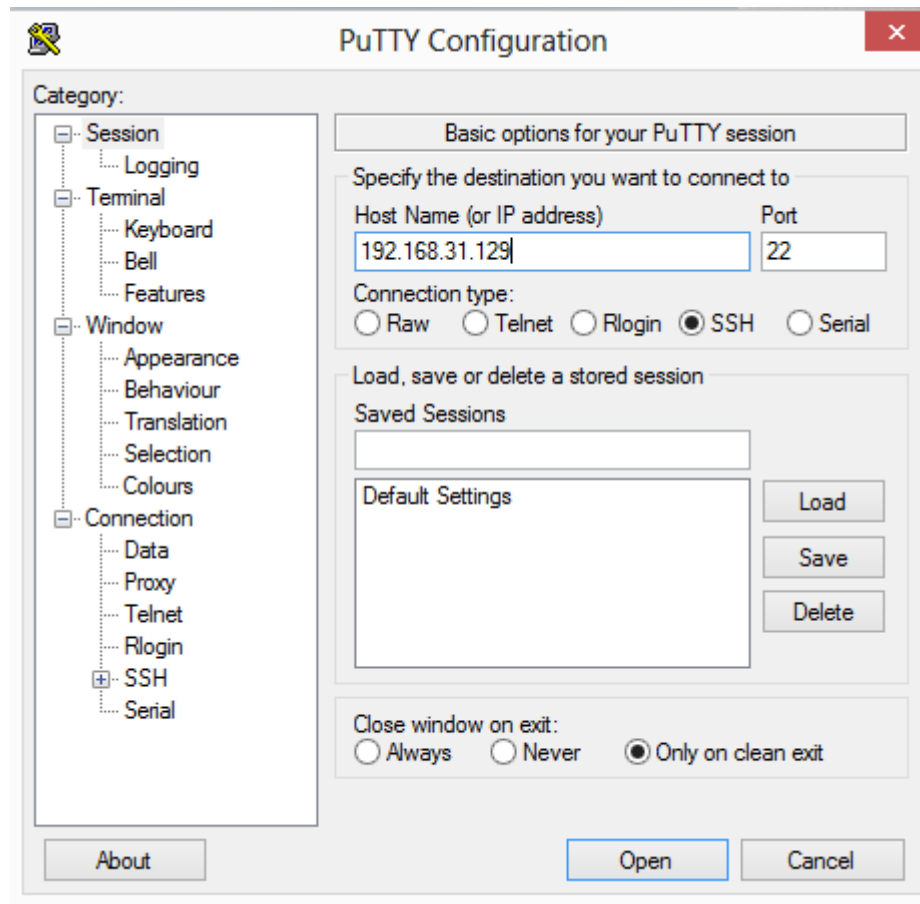 PuTTY Configuration
Category:
Session
Logging
Terminal
Keyboard
Bell
Features
Window
Appearance
Behaviour
Translation
Selection
Colours
Connection
Data
Proxy
Telnet
Rlogin
SSH
Serial
Basic options for your PuTTY session
Specify the destination you want to connect to
Host Name (or IP address) Port
192.168.31.129 22
Connection type:
Raw Telnet Rlogin SSH Serial
Load, save or delete a stored session
Saved Sessions
Default Settings
Load
Save
Delete
Close window on exit:
Always Never Only on clean exit
About Open Cancel